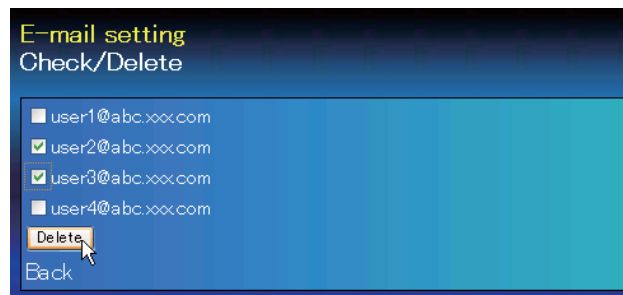 E-mail setting
Check/Delete
user1@abc.xxx.com
user2@abc.xxx.com
user3@abc.xxx.com
user4@abc.xxx.com
Delete
Back